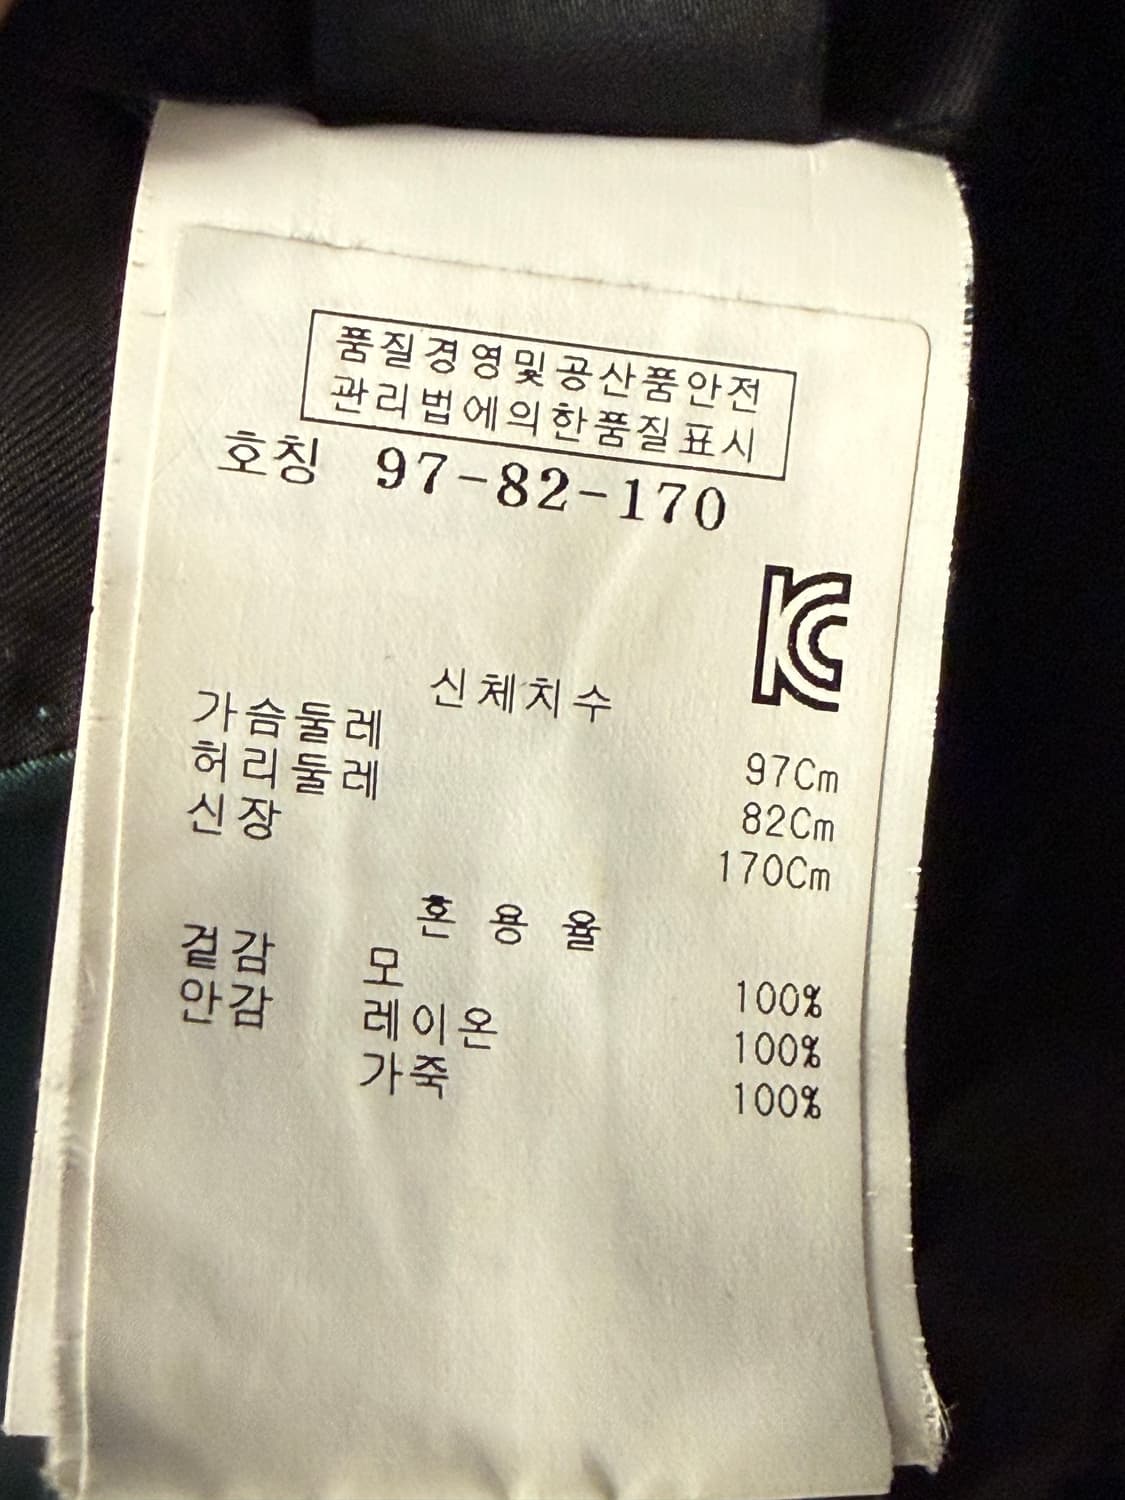 품질경영및공산품안전
관리법에의한품질표시
호칭 97-82-170
KC
신체치수
가슴둘레 97Cm
허리둘레 82Cm
신장 170Cm
혼 용 율
겉감 모 100%
안감 레이온 100%
가죽 100%